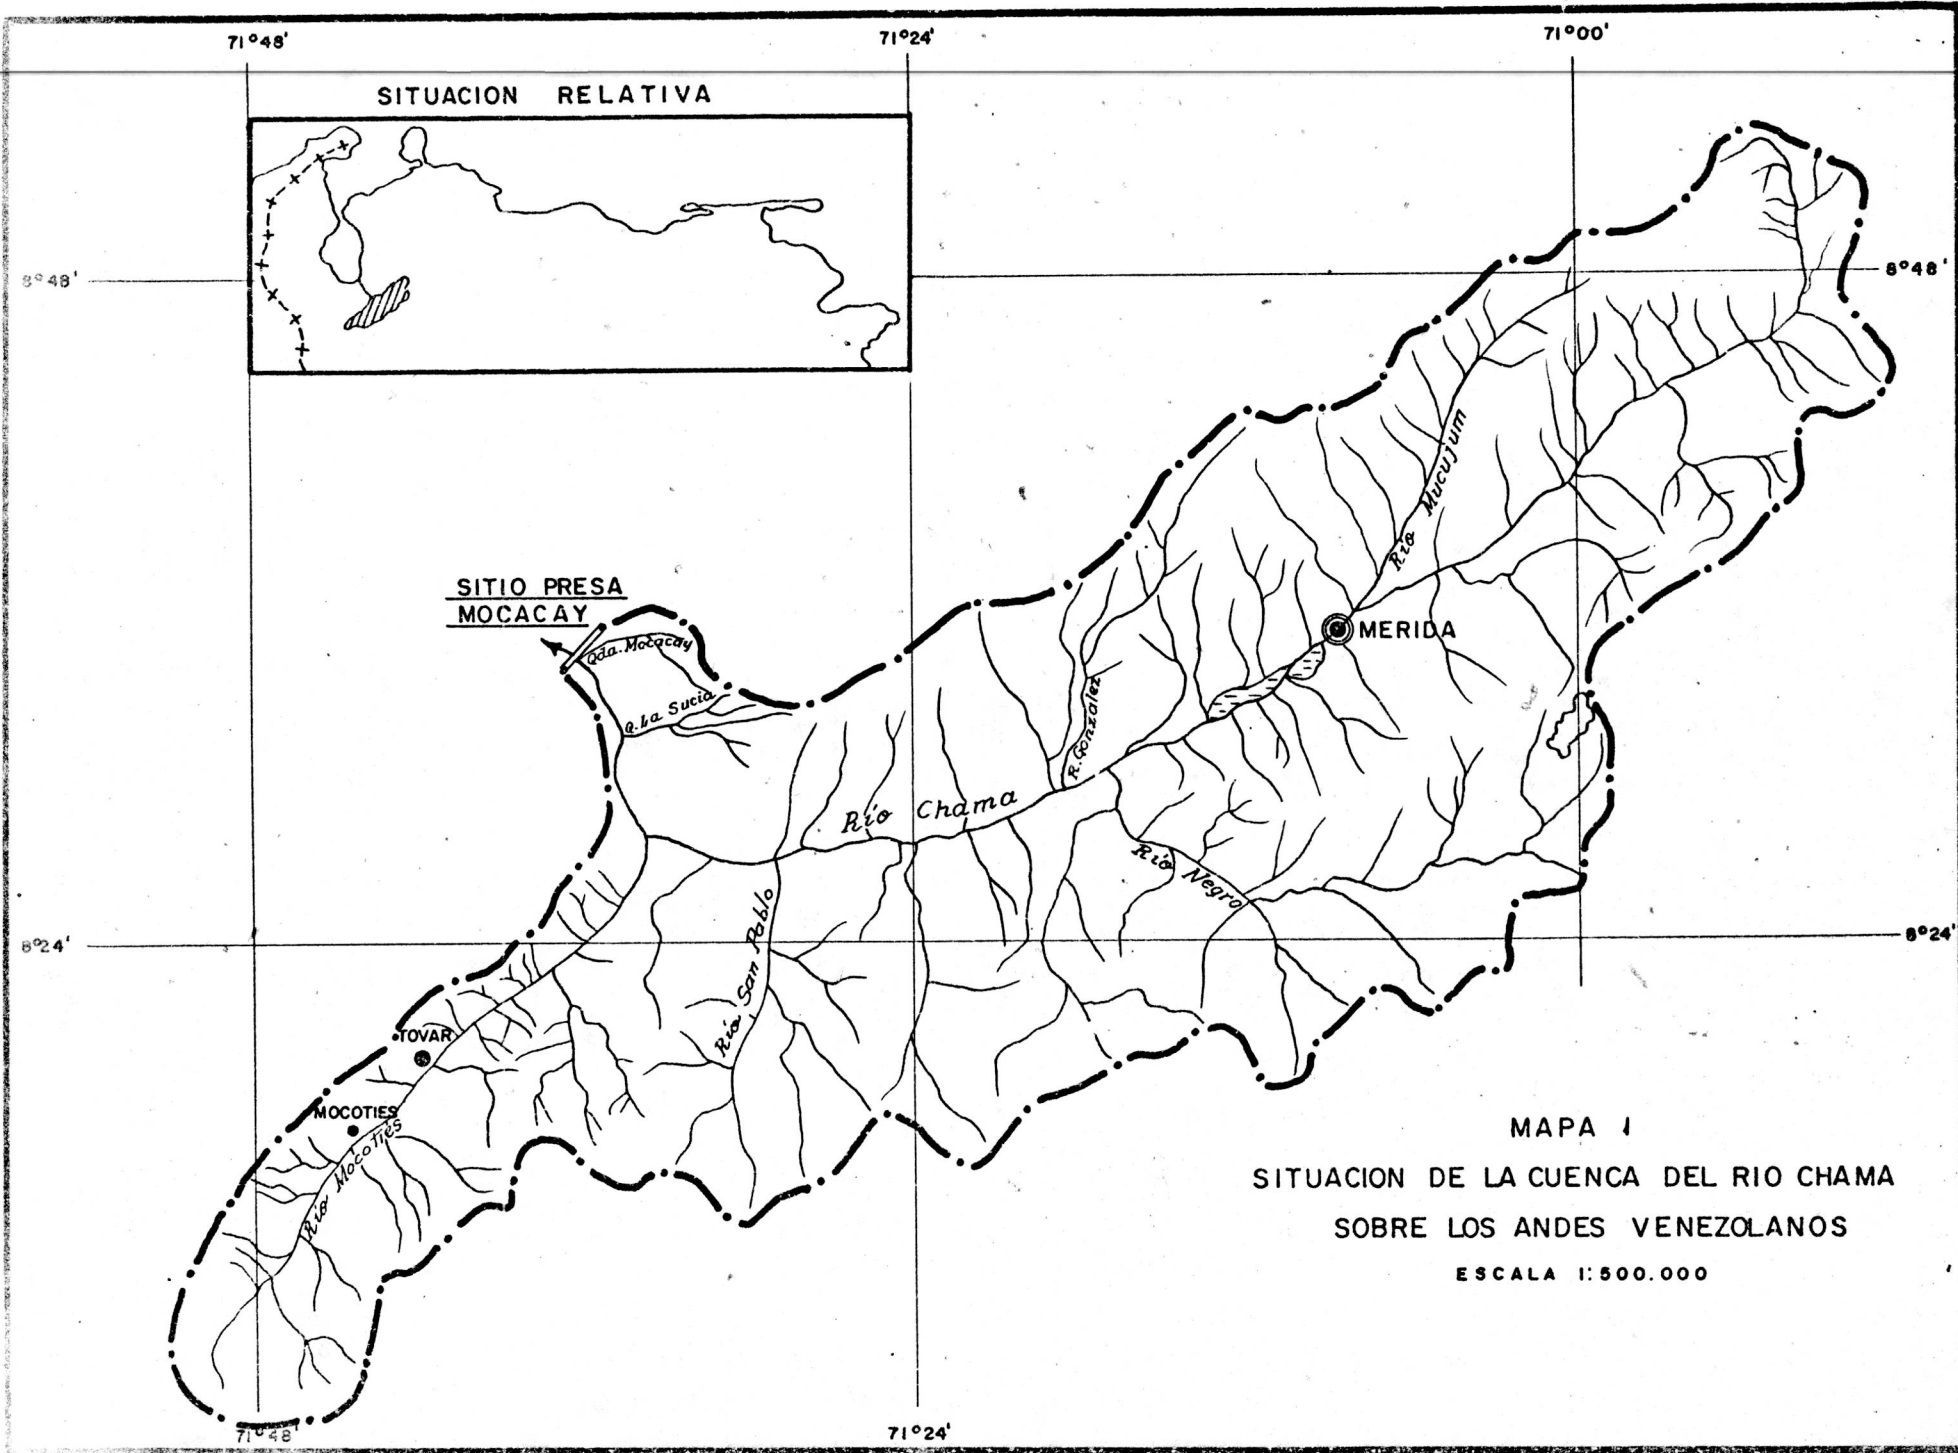 71°48' 71°24' 71°00'
SITUACION RELATIVA
8°48' 8°48'
Río Mucujum
SITIO PRESA
MOCACAY
Qda. Mocacay
MERIDA
Q. La Sucia
R. Gonzalez
Río Chama
Río Negro
Río San Pablo
8°24' 8°24'
TOVAR
MOCOTIES
Río Mocoties
MAPA 1
SITUACION DE LA CUENCA DEL RIO CHAMA
SOBRE LOS ANDES VENEZOLANOS
ESCALA 1:500.000
71°48' 71°24'